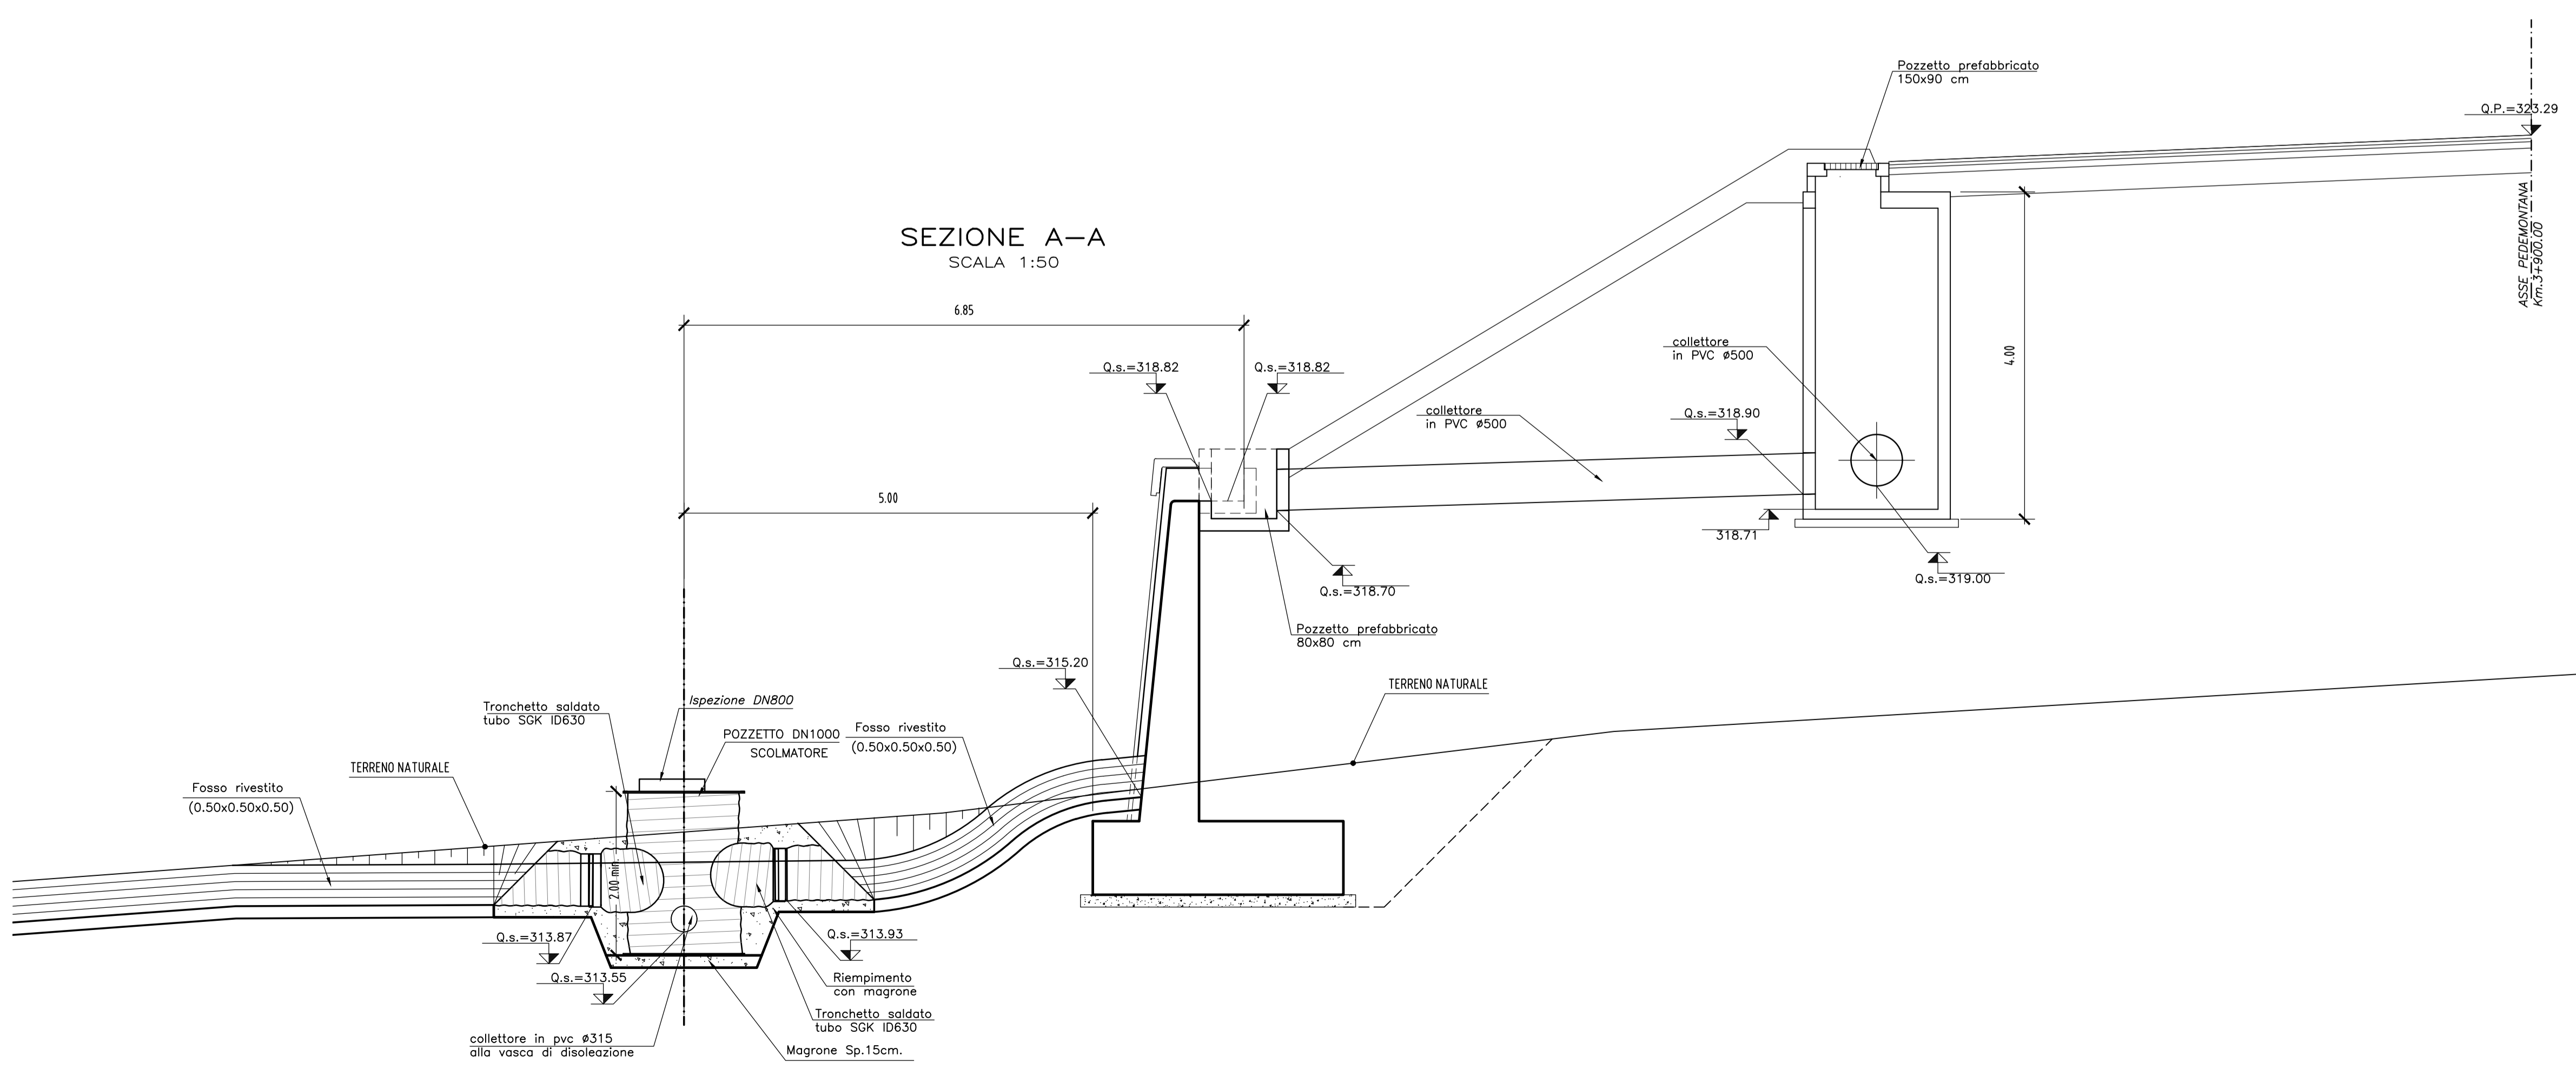 Pozzetto prefabbricato
150x90 cm
Q.P.=323.29
ASSE PEDEMONTANA
Km.3+900.00
SEZIONE A-A
SCALA 1:50
6.85
4.00
collettore
in PVC ø500
Q.s.=318.82
Q.s.=318.82
collettore
in PVC ø500
Q.s.=318.90
5.00
318.71
Q.s.=319.00
Q.s.=318.70
Pozzetto prefabbricato
80x80 cm
Q.s.=315.20
TERRENO NATURALE
Ispezione DN800
Tronchetto saldato
tubo SGK ID630
POZZETTO DN1000
SCOLMATORE
Fosso rivestito
(0.50x0.50x0.50)
TERRENO NATURALE
Fosso rivestito
(0.50x0.50x0.50)
2.00 min.
Q.s.=313.87
Q.s.=313.93
Q.s.=313.55
Riempimento
con magrone
Tronchetto saldato
tubo SGK ID630
collettore in pvc ø315
alla vasca di disoleazione
Magrone Sp.15cm.